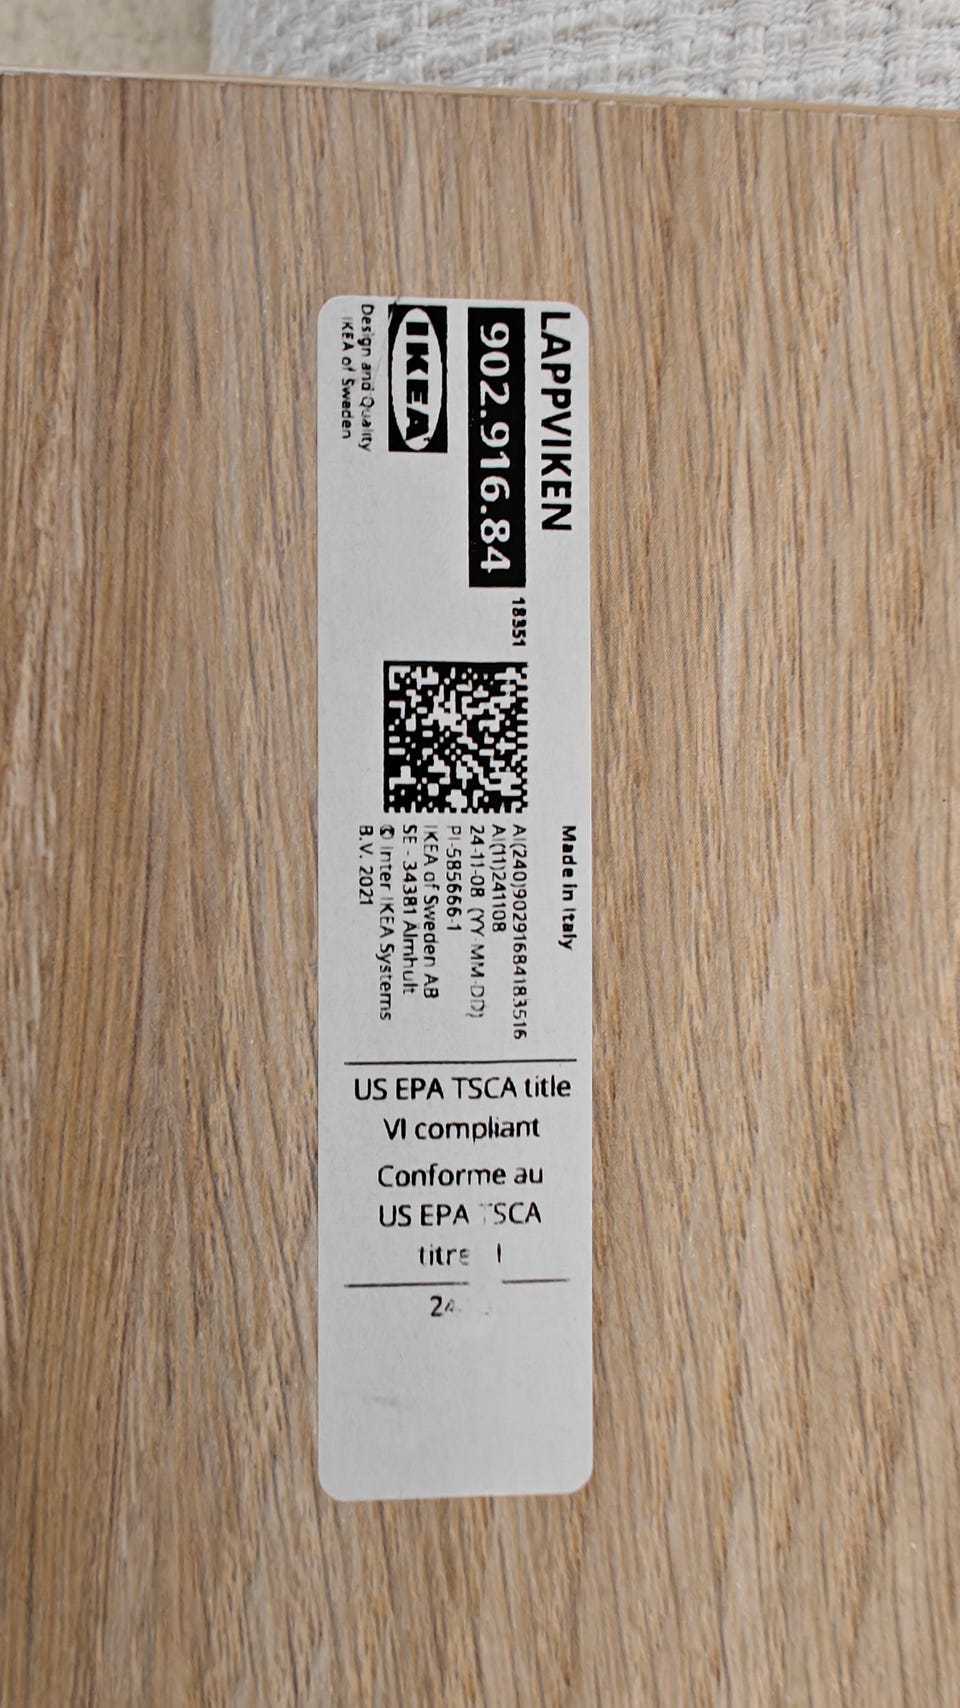 LAPPVIKEN
902.916.84
18351
IKEA
Design and Quality
IKEA of Sweden
Made in Italy
AI(240)90291684183516
AI(11)241108
24-11-08 (YY-MM-DD)
PI-585666-1
IKEA of Sweden AB
SE - 34381 Älmhult
© Inter IKEA Systems
B.V. 2021
US EPA TSCA title
VI compliant
Conforme au
US EPA TSCA
titre